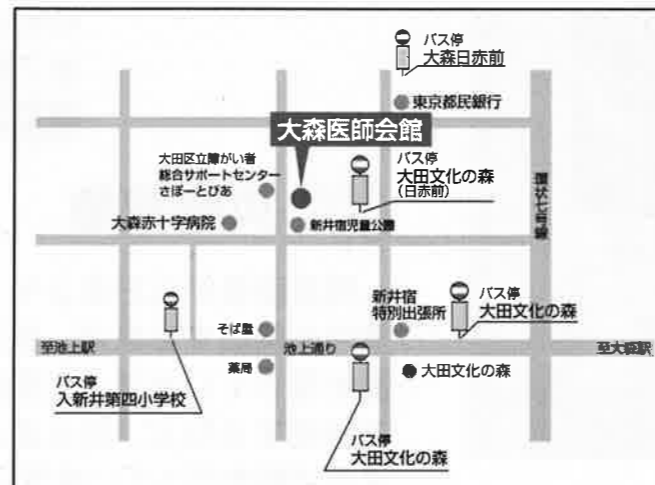 バス停
大森日赤前
東京都民銀行
大森医師会館
大田区立障がい者
総合サポートセンター
さぽーとぴあ
バス停
大田文化の森
(日赤前)
環状七号線
大森赤十字病院
新井宿児童公園
バス停
大田文化の森
新井宿
特別出張所
そば屋
至池上駅
池上通り
至大森駅
薬局
大田文化の森
バス停
入新井第四小学校
バス停
大田文化の森